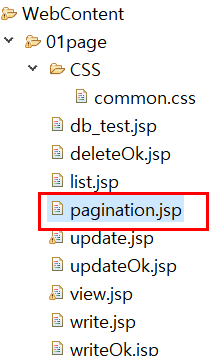 WebContent
01page
CSS
common.css
db_test.jsp
deleteOk.jsp
list.jsp
pagination.jsp
update.jsp
updateOk.jsp
view.jsp
write.jsp
writeOk.jsp